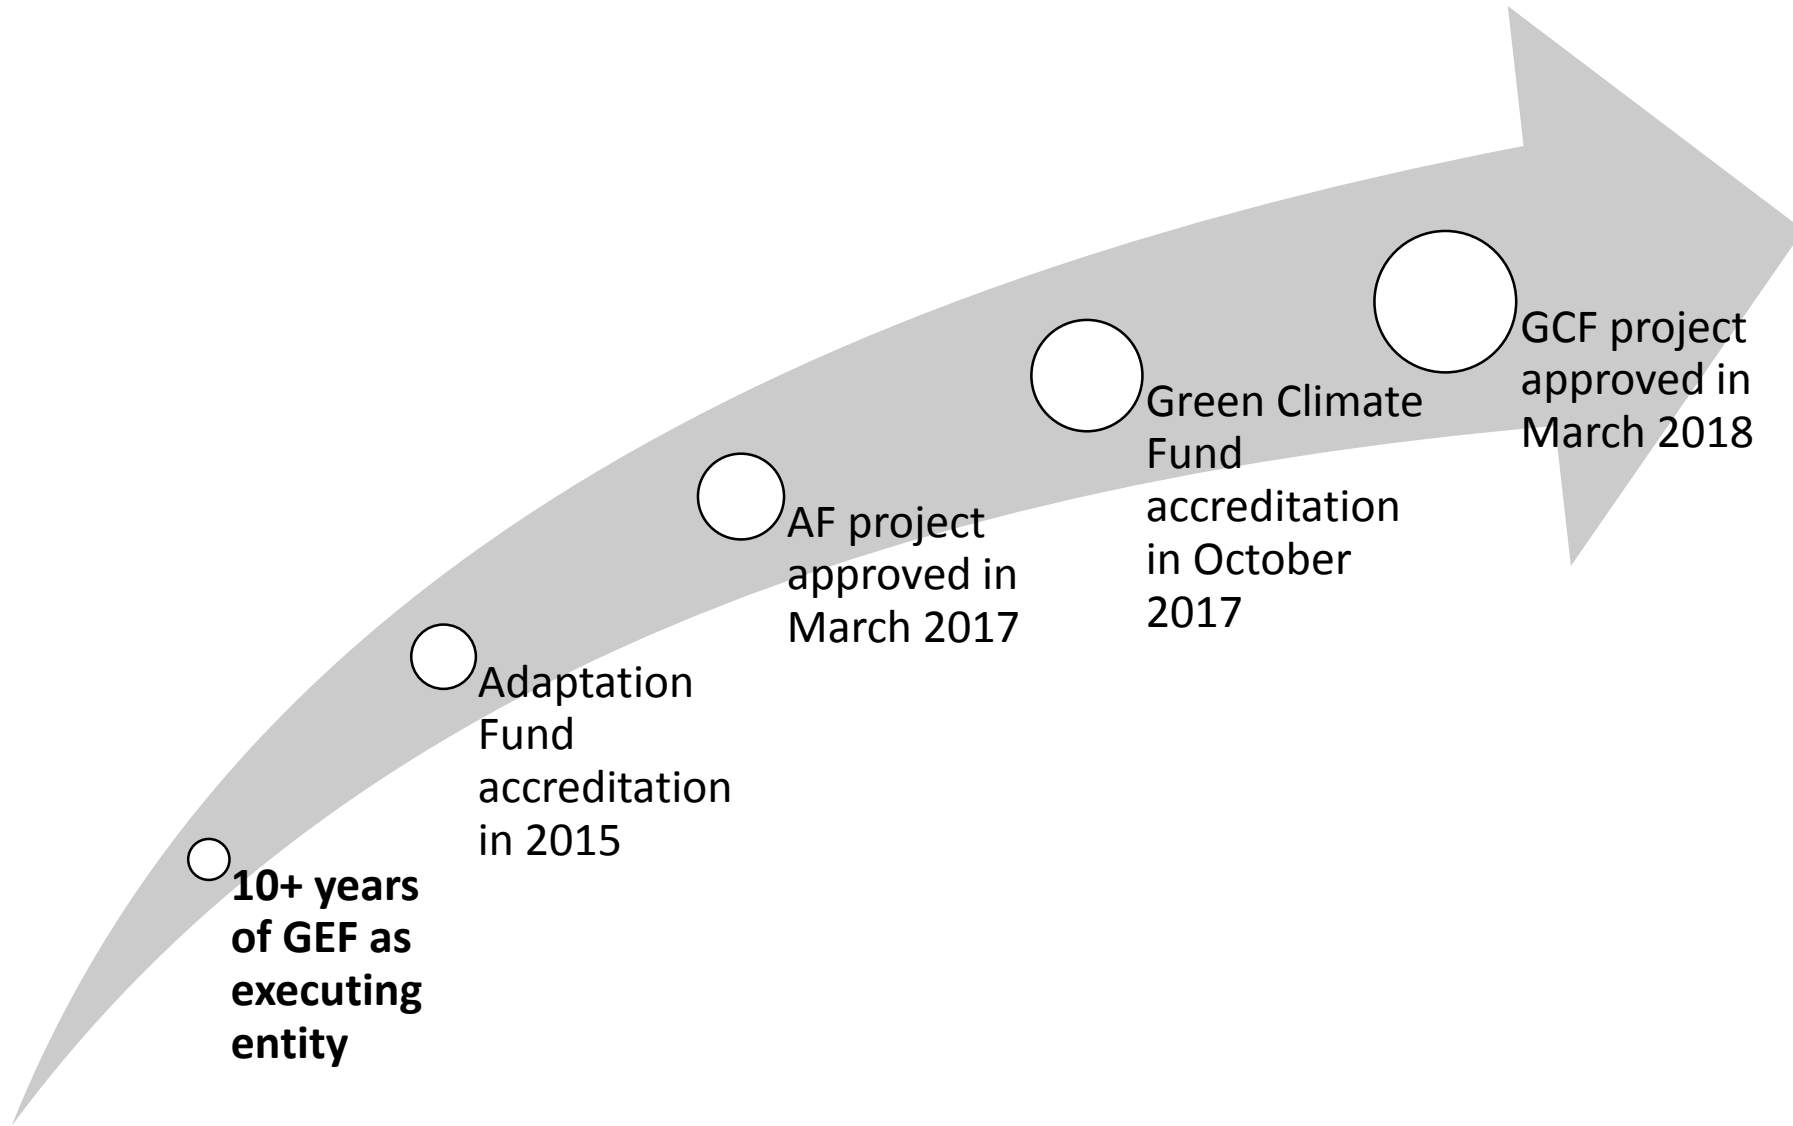 10+ years
of GEF as
executing
entity
Adaptation
Fund
accreditation
in 2015
AF project
approved in
March 2017
Green Climate
Fund
accreditation
in October
2017
GCF project
approved in
March 2018